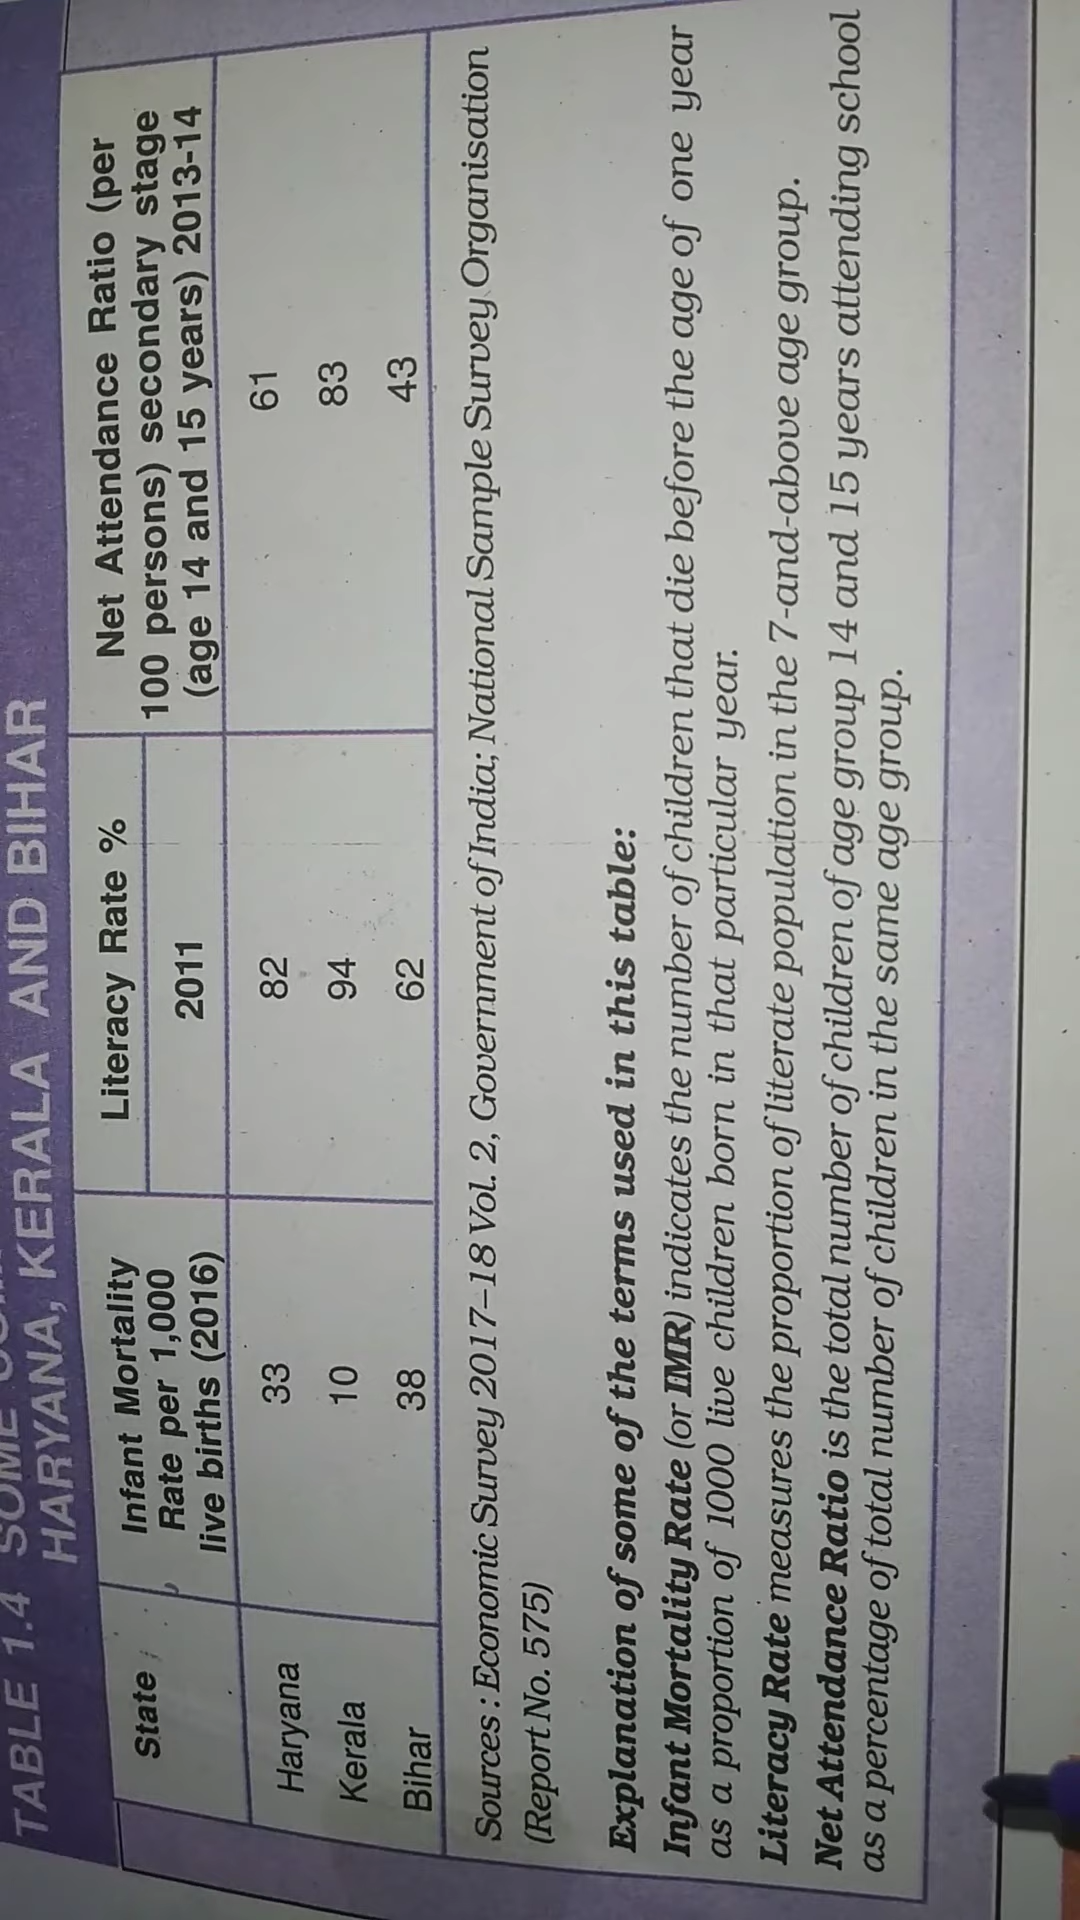 TABLE 1.4 SOME
HARYANA, KERALA AND BIHAR
State
Infant Mortality
Rate per 1,000
live births (2016)
Literacy Rate %
2011
Net Attendance Ratio (per
100 persons) secondary stage
(age 14 and 15 years) 2013-14
Haryana 33 82 61
Kerala 10 94 83
Bihar 38 62 43
Sources : Economic Survey 2017–18 Vol. 2, Government of India; National Sample Survey Organisation
(Report No. 575)
Explanation of some of the terms used in this table:
Infant Mortality Rate (or IMR) indicates the number of children that die before the age of one year
as a proportion of 1000 live children born in that particular year.
Literacy Rate measures the proportion of literate population in the 7-and-above age group.
Net Attendance Ratio is the total number of children of age group 14 and 15 years attending school
as a percentage of total number of children in the same age group.